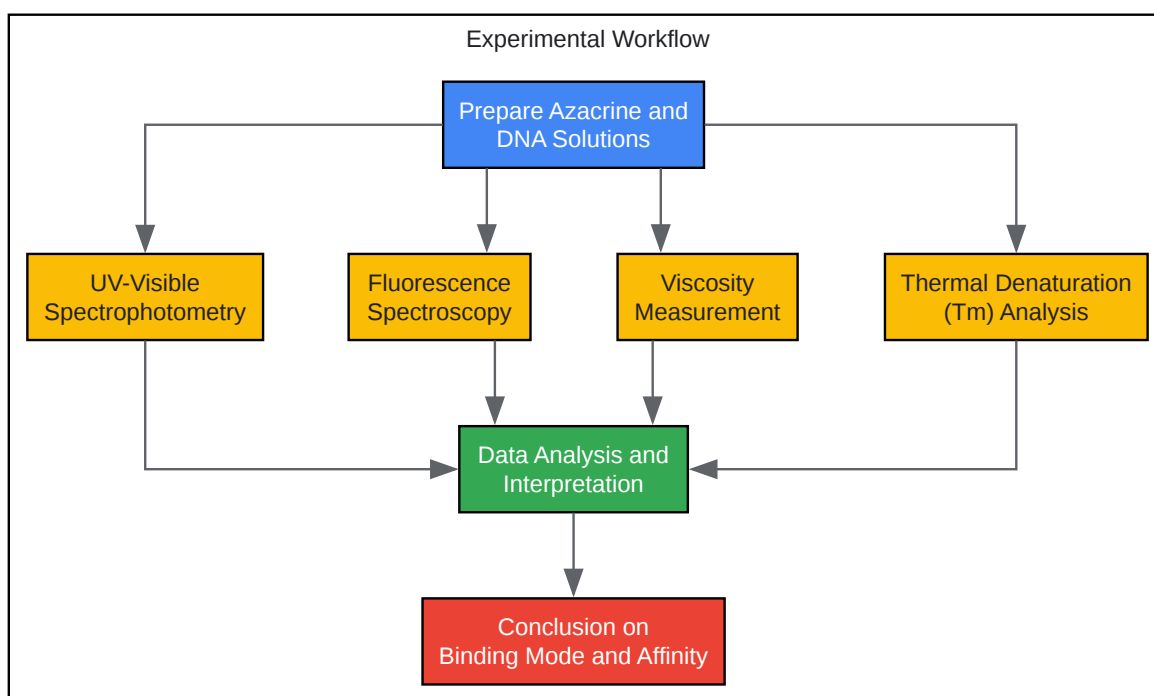 Experimental Workflow
Prepare Azacrine and
DNA Solutions
UV-Visible
Spectrophotometry
Fluorescence
Spectroscopy
Viscosity
Measurement
Thermal Denaturation
(Tm) Analysis
Data Analysis and
Interpretation
Conclusion on
Binding Mode and Affinity